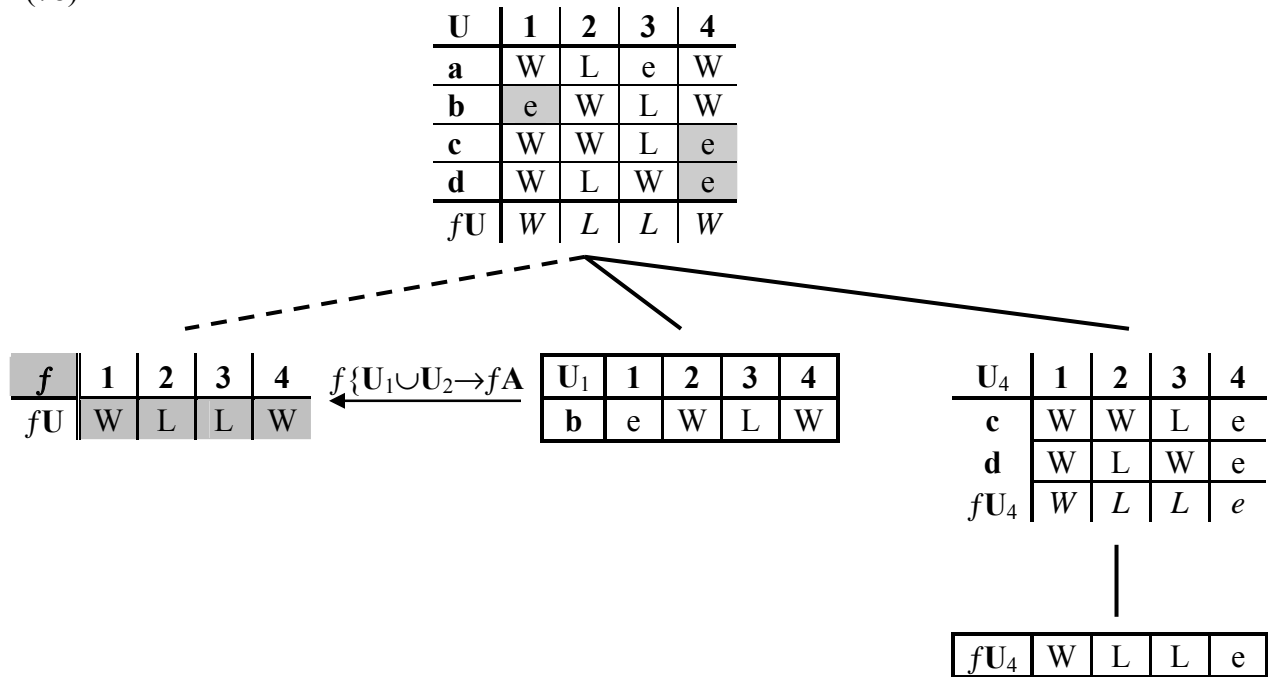 U 1 2 3 4
a W L e W
b e W L W
c W W L e
d W L W e
fU W L L W
f 1 2 3 4
fU W L L W
f{U₁∪U₂→fA
U₁ 1 2 3 4
b e W L W
U₄ 1 2 3 4
c W W L e
d W L W e
fU₄ W L L e
fU₄ W L L e